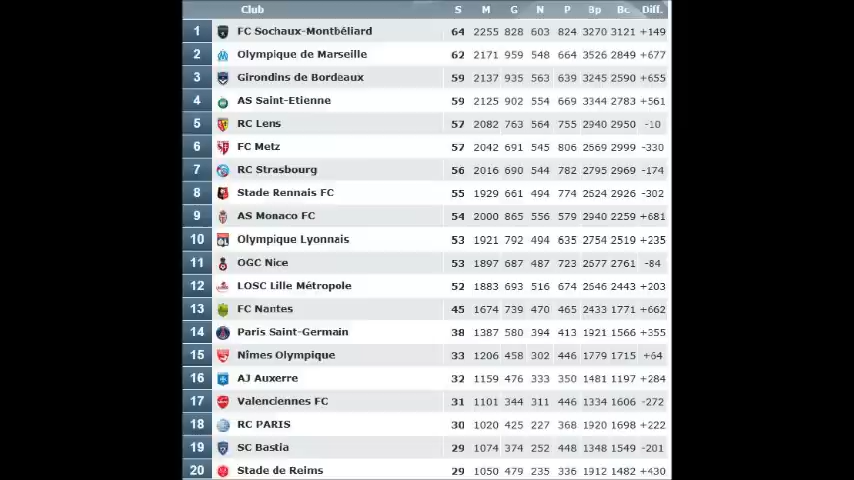 Club S M G N P Bp Bc Diff.
1 FC Sochaux-Montbéliard 64 2255 828 603 824 3270 3121 +149
2 Olympique de Marseille 62 2171 959 548 664 3526 2849 +677
3 Girondins de Bordeaux 59 2137 935 563 639 3245 2590 +655
4 AS Saint-Etienne 59 2125 902 554 669 3344 2783 +561
5 RC Lens 57 2082 763 564 755 2940 2950 -10
6 FC Metz 57 2042 691 545 806 2669 2999 -330
7 RC Strasbourg 56 2016 690 544 782 2795 2969 -174
8 Stade Rennais FC 55 1929 661 494 774 2624 2926 -302
9 AS Monaco FC 54 2000 865 556 579 2940 2259 +681
10 Olympique Lyonnais 53 1921 792 494 635 2754 2519 +235
11 OGC Nice 53 1897 687 487 723 2677 2761 -84
12 LOSC Lille Métropole 52 1883 693 516 674 2646 2443 +203
13 FC Nantes 45 1674 739 470 465 2433 1771 +662
14 Paris Saint-Germain 38 1387 580 394 413 1921 1566 +355
15 Nîmes Olympique 33 1206 458 302 446 1779 1715 +64
16 AJ Auxerre 32 1159 476 333 350 1481 1197 +284
17 Valenciennes FC 31 1101 344 311 446 1334 1606 -272
18 RC PARIS 30 1020 425 227 368 1920 1698 +222
19 SC Bastia 29 1074 374 252 448 1348 1549 -201
20 Stade de Reims 29 1050 479 235 336 1912 1482 +430